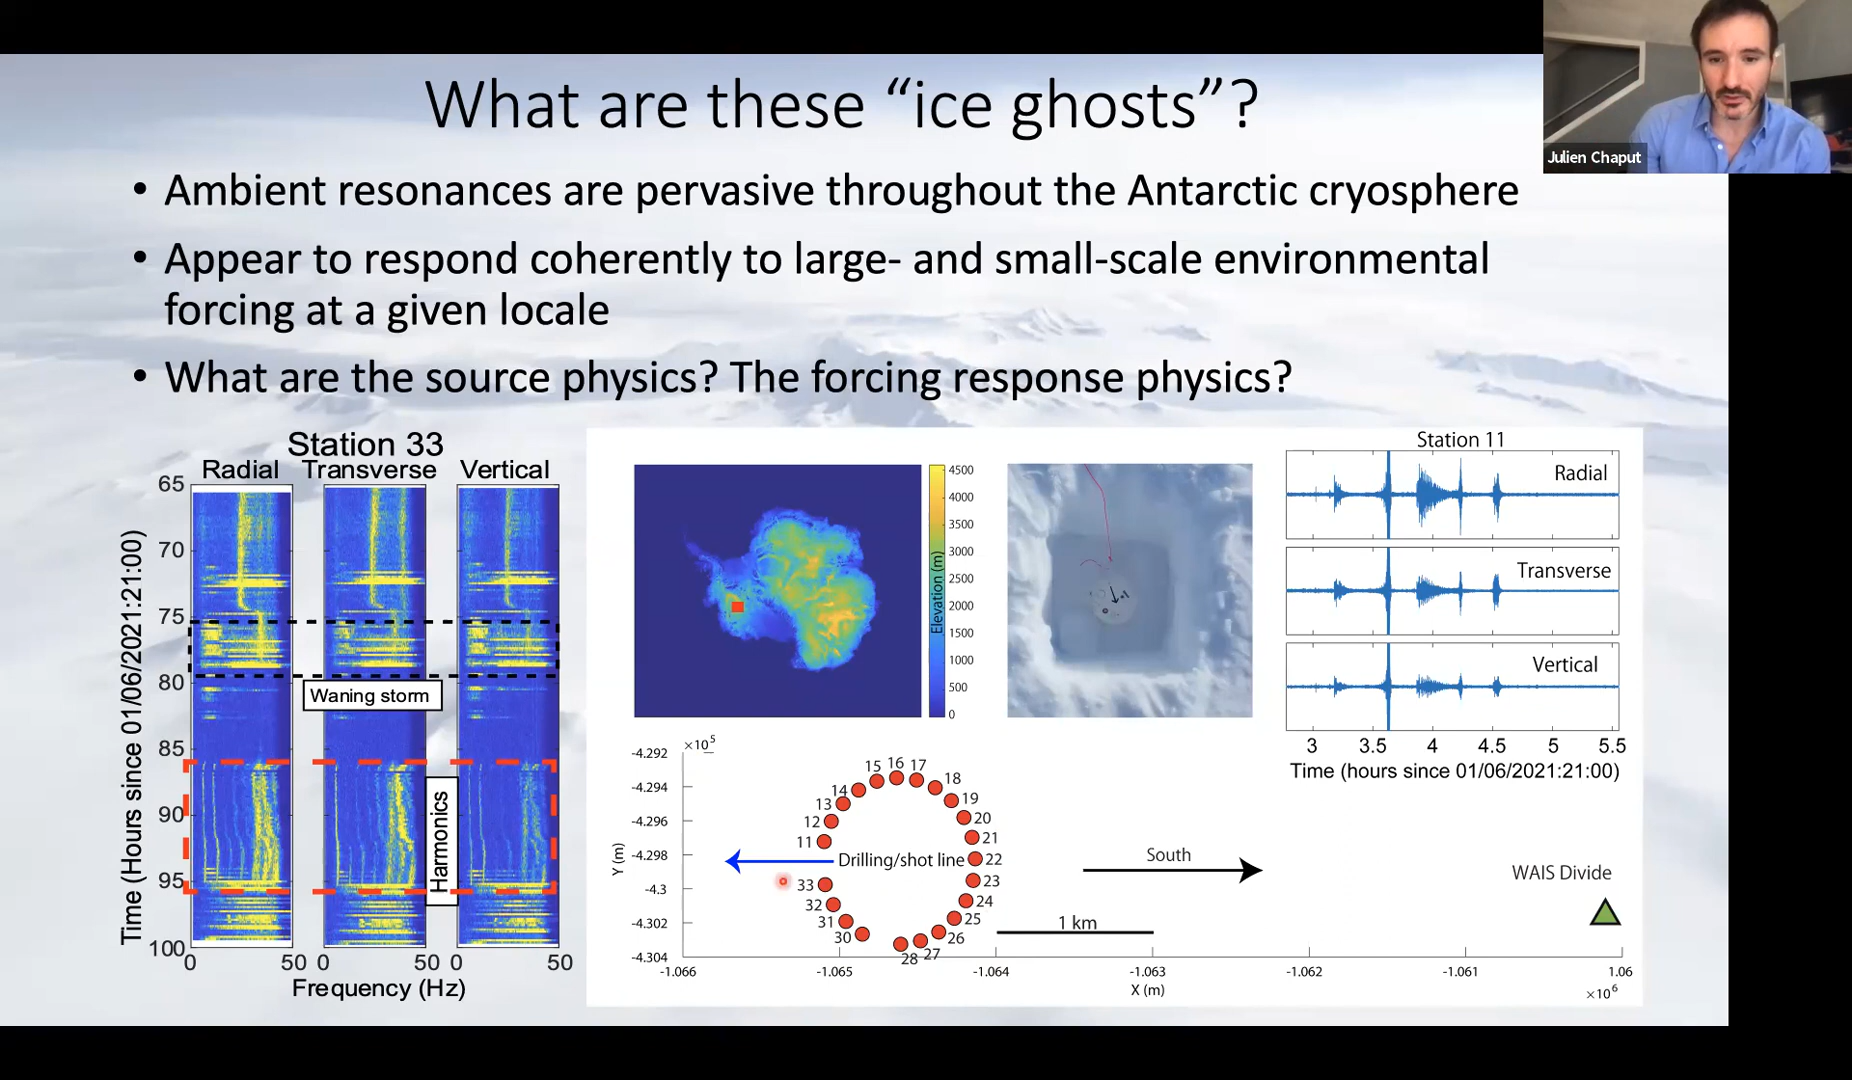 What are these “ice ghosts”?
Julien Chaput
• Ambient resonances are pervasive throughout the Antarctic cryosphere
• Appear to respond coherently to large- and small-scale environmental
forcing at a given locale
• What are the source physics? The forcing response physics?
Station 33
Radial Transverse Vertical
65
70
75
80
85
90
95
100
Time (Hours since 01/06/2021:21:00)
Waning storm
Harmonics
0 50 0 50 0 50
Frequency (Hz)
4500
4000
3500
3000
2500
2000
1500
1000
500
0
Elevation (m)
Station 11
Radial
Transverse
Vertical
3 3.5 4 4.5 5 5.5
Time (hours since 01/06/2021:21:00)
×10⁵
-4.292
-4.294
-4.296
-4.298
-4.3
-4.302
-4.304
Y (m)
11
12
13
14
15
16
17
18
19
20
21
22
23
24
25
26
27
28
30
31
32
33
Drilling/shot line
South
1 km
WAIS Divide
-1.066 -1.065 -1.064 -1.063 -1.062 -1.061 1.06
X (m)
×10⁶